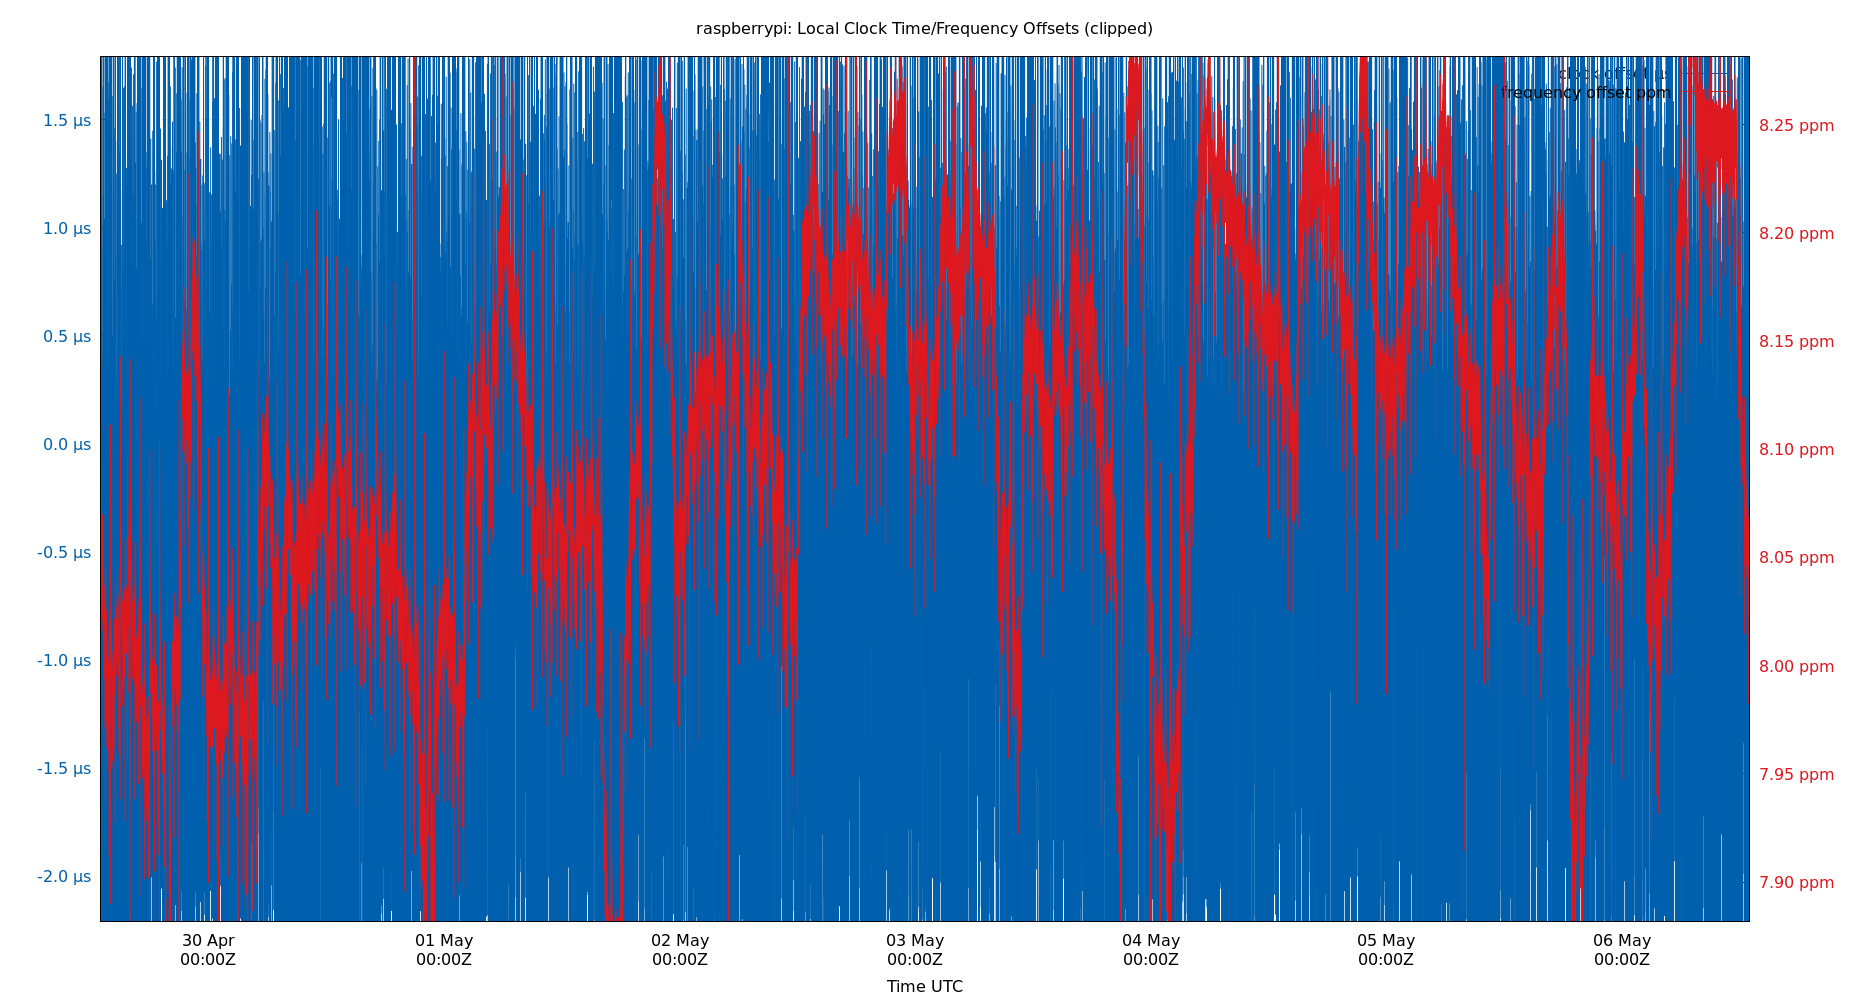 raspberrypi: Local Clock Time/Frequency Offsets (clipped)
clock offset µs
frequency offset ppm
1.5 µs
1.0 µs
0.5 µs
0.0 µs
-0.5 µs
-1.0 µs
-1.5 µs
-2.0 µs
8.25 ppm
8.20 ppm
8.15 ppm
8.10 ppm
8.05 ppm
8.00 ppm
7.95 ppm
7.90 ppm
30 Apr 01 May 02 May 03 May 04 May 05 May 06 May
00:00Z 00:00Z 00:00Z 00:00Z 00:00Z 00:00Z 00:00Z
Time UTC